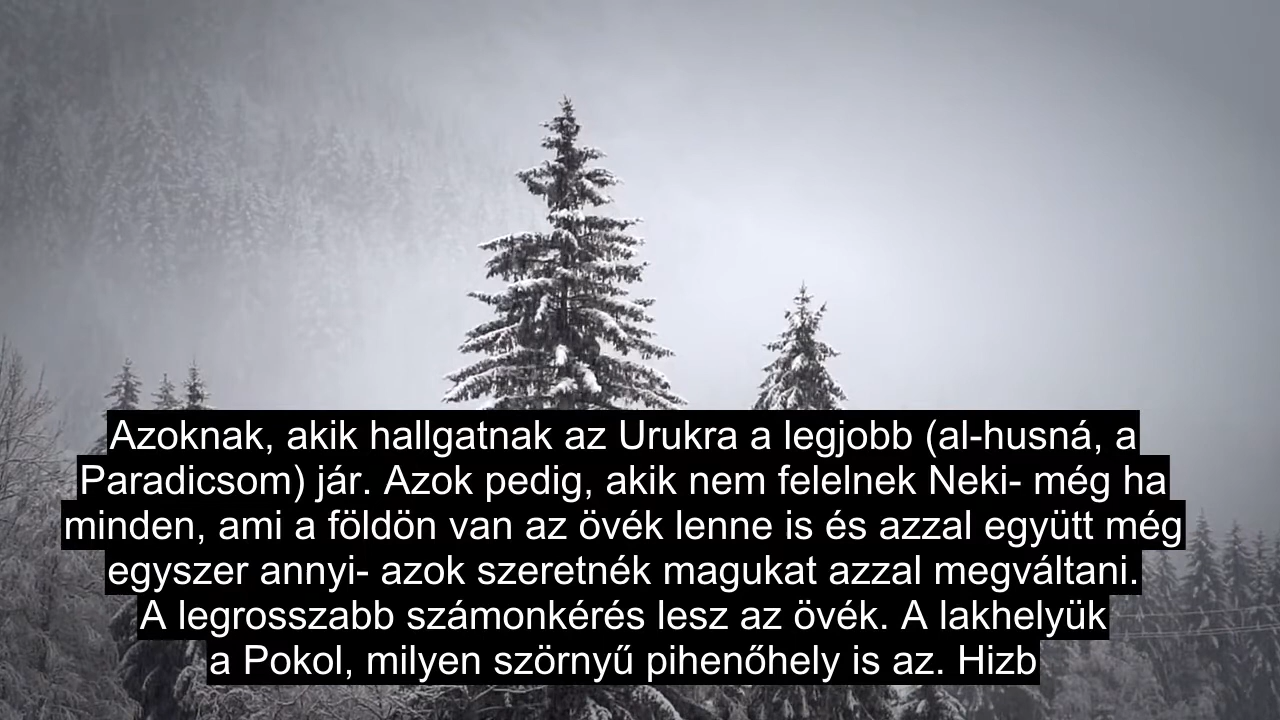 Azoknak, akik hallgatnak az Urukra a legjobb (al-husná, a
Paradicsom) jár. Azok pedig, akik nem felelnek Neki- még ha
minden, ami a földön van az övék lenne is és azzal együtt még
egyszer annyi- azok szeretnék magukat azzal megváltani.
A legrosszabb számonkérés lesz az övék. A lakhelyük
a Pokol, milyen szörnyű pihenőhely is az. Hizb